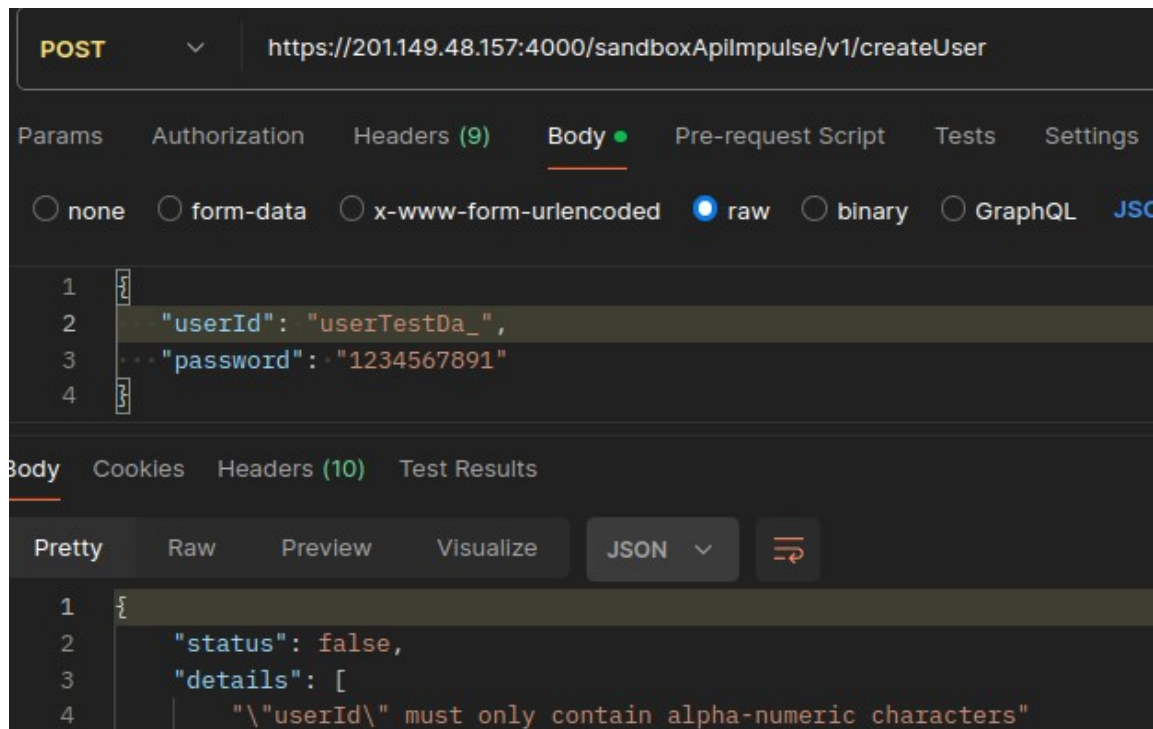 POST https://201.149.48.157:4000/sandboxApiImpulse/v1/createUser
Params Authorization Headers (9) Body Pre-request Script Tests Settings
none form-data x-www-form-urlencoded raw binary GraphQL JSO
1 {
2 "userId": "userTestDa_",
3 "password": "1234567891"
4 }
Body Cookies Headers (10) Test Results
Pretty Raw Preview Visualize JSON
1 {
2 "status": false,
3 "details": [
4 "\"userId\" must only contain alpha-numeric characters"